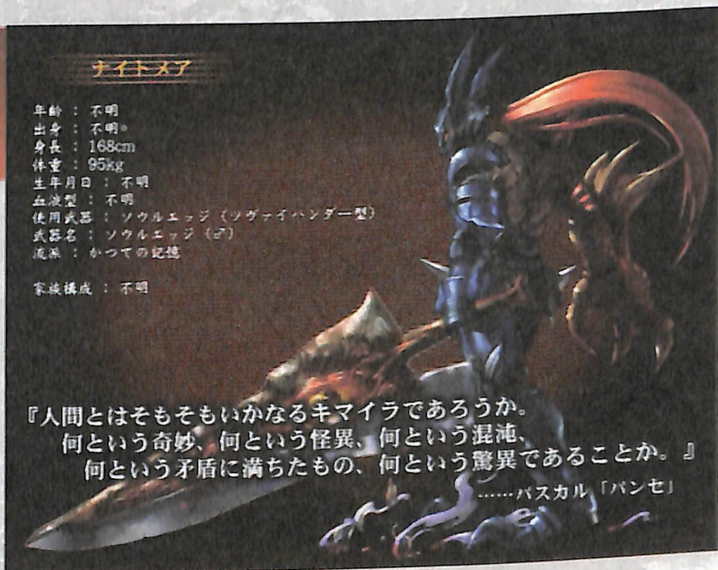 ナイトメア
年齢 : 不明
出身 : 不明。
身長 : 168cm
体重 : 95kg
生年月日 : 不明
血液型 : 不明
使用武器 : ソウルエッジ (ツヴァイハンダー型)
武器名 : ソウルエッジ (♂)
流派 : かつての記憶
家族構成 : 不明
『人間とはそもそもいかなるキマイラであろうか。
何という奇妙、何という怪異、何という混沌、
何という矛盾に満ちたもの、何という驚異であることか。』
……パスカル「パンセ」